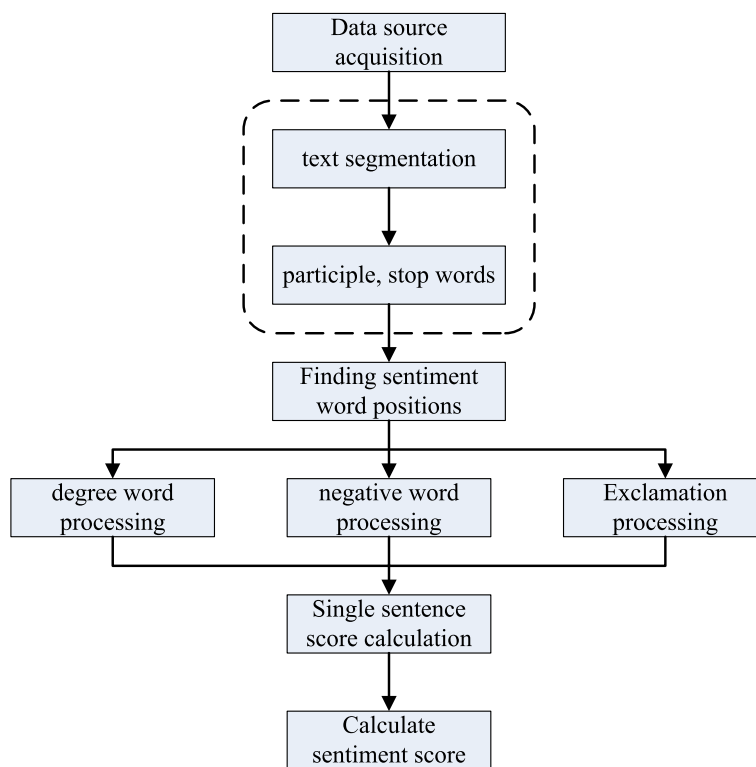 Data source
acquisition
text segmentation
participle, stop words
Finding sentiment
word positions
degree word
processing
negative word
processing
Exclamation
processing
Single sentence
score calculation
Calculate
sentiment score